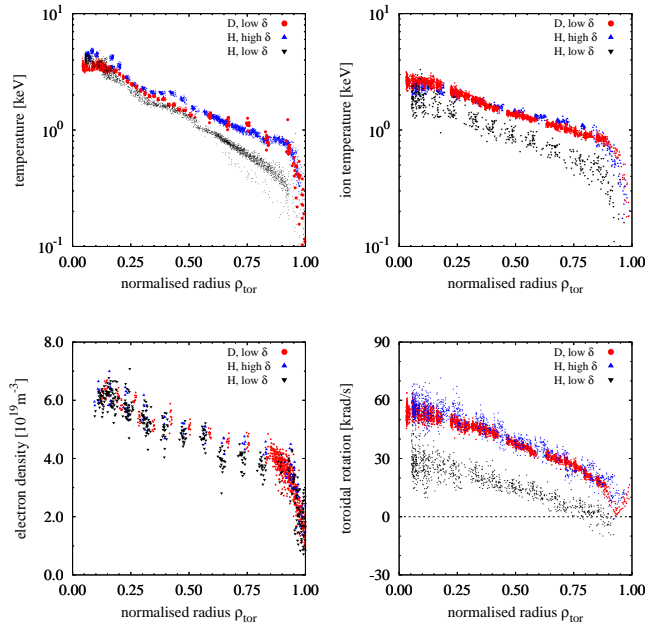 D, low δ
H, high δ
H, low δ
10¹
10⁰
10⁻¹
temperature [keV]
0.00 0.25 0.50 0.75 1.00
normalised radius ρtor
D, low δ
H, high δ
H, low δ
10¹
10⁰
10⁻¹
ion temperature [keV]
0.00 0.25 0.50 0.75 1.00
normalised radius ρtor
D, low δ
H, high δ
H, low δ
8.0
6.0
4.0
2.0
0.0
electron density [10¹⁹m⁻³]
0.00 0.25 0.50 0.75 1.00
normalised radius ρtor
D, low δ
H, high δ
H, low δ
90
60
30
0
-30
toroidal rotation [krad/s]
0.00 0.25 0.50 0.75 1.00
normalised radius ρtor